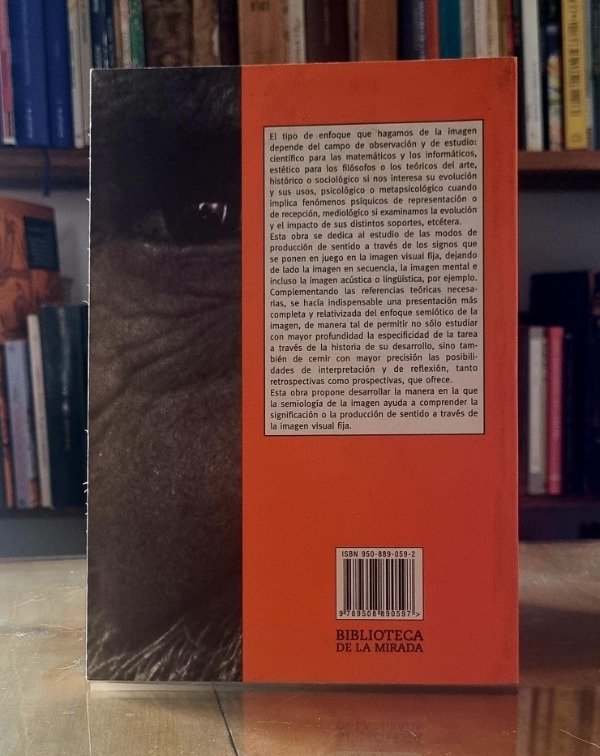 El tipo de enfoque que hagamos de la imagen
depende del campo de observación y de estudio:
científico para las matemáticos y los informáticos,
estético para los filósofos o los teóricos del arte,
histórico o sociológico si nos interesa su evolución
y sus usos, psicológico o metapsicológico cuando
implica fenómenos psíquicos de representación o
de recepción, mediológico si examinamos la evolución
y el impacto de sus distintos soportes, etcétera.
Esta obra se dedica al estudio de las modos de
producción de sentido a través de los signos que
se ponen en juego en la imagen visual fija, dejando
de lado la imagen en secuencia, la imagen mental e
incluso la imagen acústica o lingüística, por ejemplo.
Complementando las referencias teóricas necesa-
rias, se hacía indispensable una presentación más
completa y relativizada del enfoque semiótico de la
imagen, de manera tal de permitir no sólo estudiar
con mayor profundidad la especificidad de la tarea
a través de la historia de su desarrollo, sino tam-
bién de cernir con mayor precisión las posibili-
dades de interpretación y de reflexión, tanto
retrospectivas como prospectivas, que ofrece.
Esta obra propone desarrollar la manera en la que
la semiología de la imagen ayuda a comprender la
significación o la producción de sentido a través de
la imagen visual fija.
ISBN 950-889-059-2
9 789508 890597 >
BIBLIOTECA
DE LA MIRADA